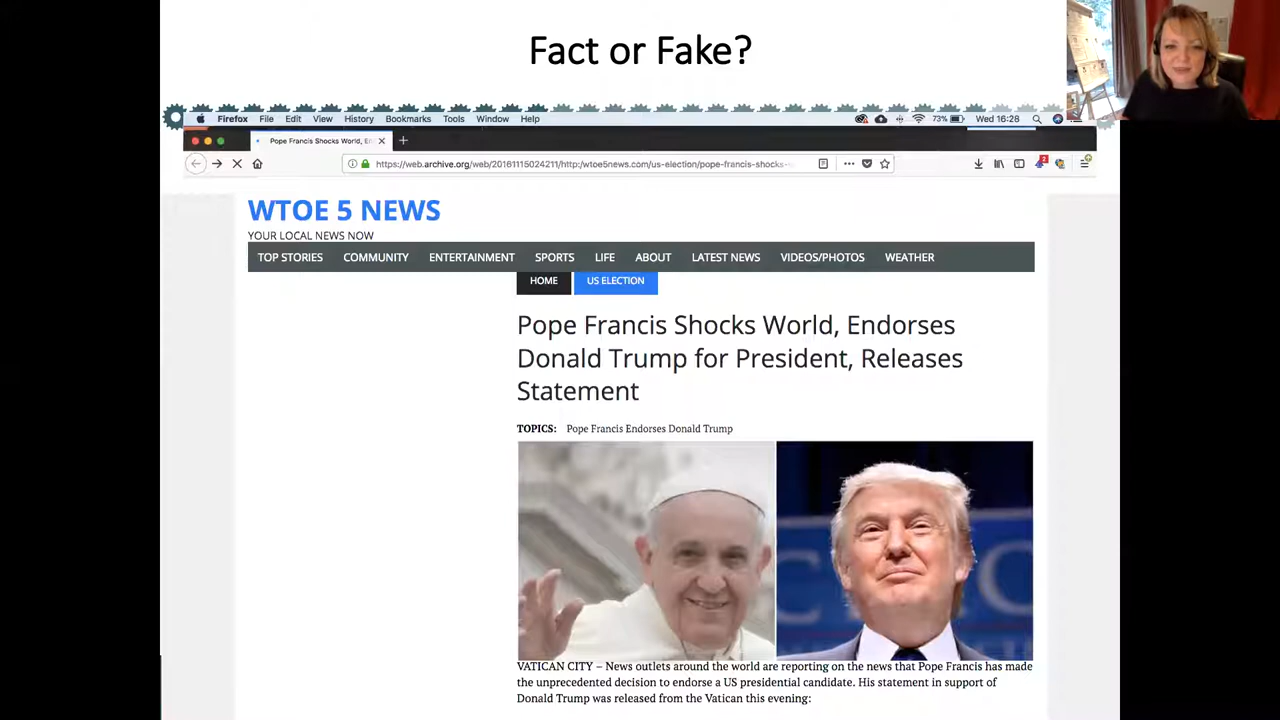 Fact or Fake?
Firefox File Edit View History Bookmarks Tools Window Help 73% Wed 16:28
Pope Francis Shocks World, En
https://web.archive.org/web/20161115024211/http:/wtoe5news.com/us-election/pope-francis-shocks-
2
WTOE 5 NEWS
YOUR LOCAL NEWS NOW
TOP STORIES COMMUNITY ENTERTAINMENT SPORTS LIFE ABOUT LATEST NEWS VIDEOS/PHOTOS WEATHER
HOME US ELECTION
Pope Francis Shocks World, Endorses
Donald Trump for President, Releases
Statement
TOPICS: Pope Francis Endorses Donald Trump
VATICAN CITY – News outlets around the world are reporting on the news that Pope Francis has made
the unprecedented decision to endorse a US presidential candidate. His statement in support of
Donald Trump was released from the Vatican this evening: